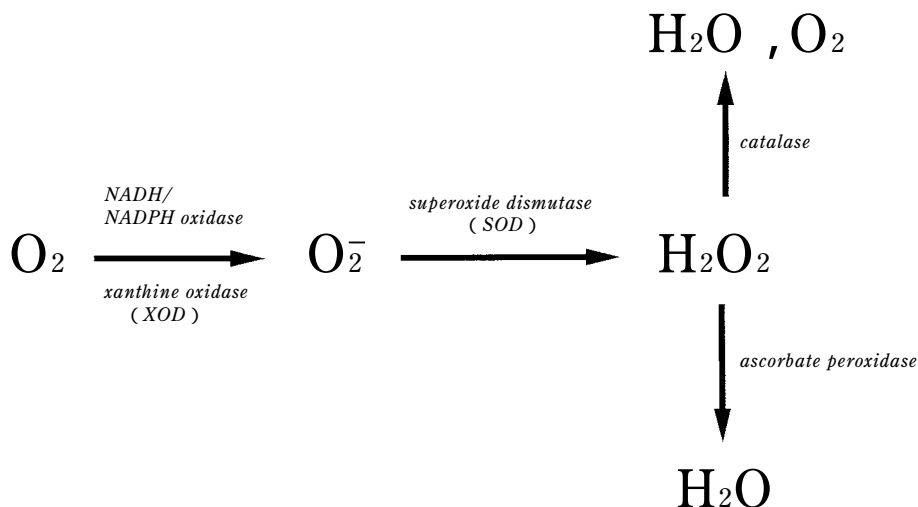 H₂O , O₂
catalase
NADH/
NADPH oxidase
superoxide dismutase
( SOD )
O₂
O₂⁻
H₂O₂
xanthine oxidase
( XOD )
ascorbate peroxidase
H₂O